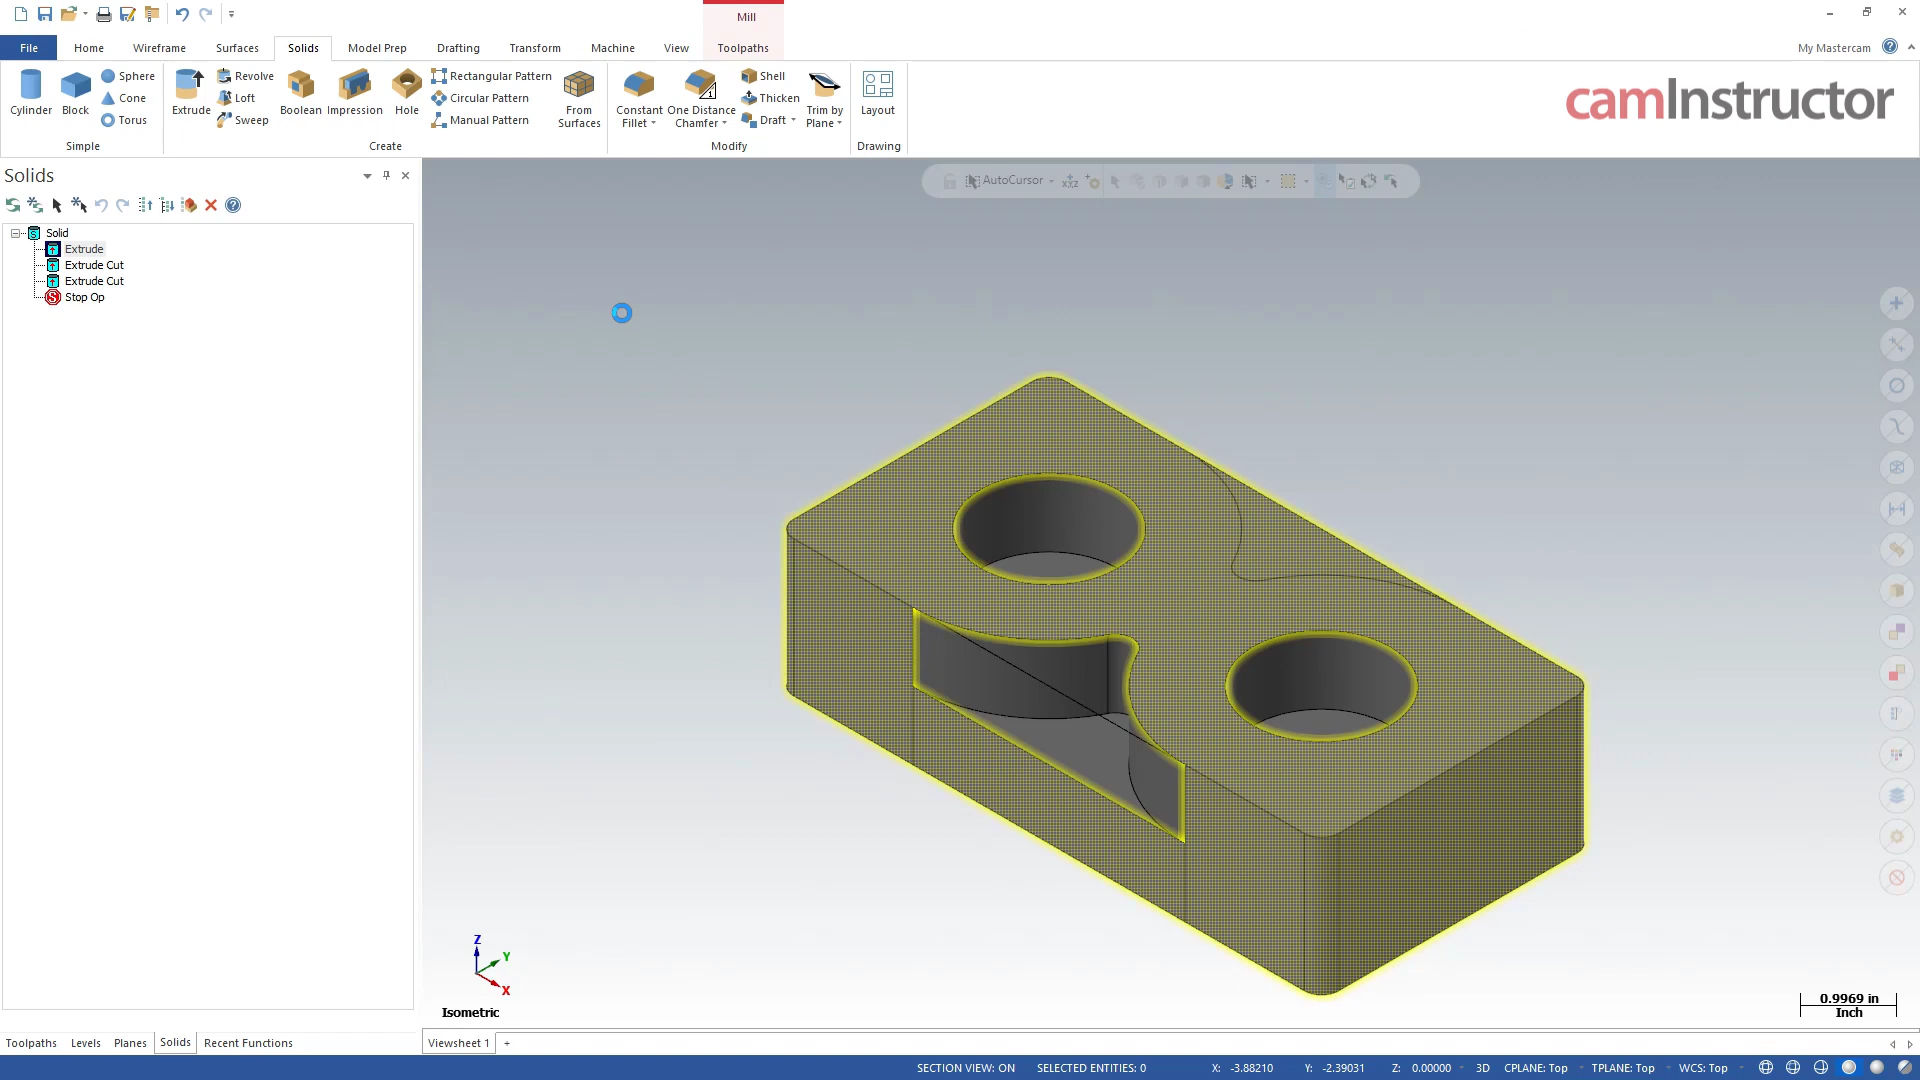 Mill
File
Home
Wireframe
Surfaces
Solids
Model Prep
Drafting
Transform
Machine
View
Toolpaths
My Mastercam
Cylinder
Block
Sphere
Cone
Torus
Simple
Extrude
Revolve
Loft
Sweep
Boolean
Impression
Hole
Rectangular Pattern
Circular Pattern
Manual Pattern
From
Surfaces
Create
Constant
Fillet
One Distance
Chamfer
Shell
Thicken
Draft
Trim by
Plane
Modify
Layout
Drawing
camInstructor
Solids
AutoCursor
Solid
Extrude
Extrude Cut
Extrude Cut
Stop Op
Z
Y
X
Isometric
0.9969 in
Inch
Toolpaths
Levels
Planes
Solids
Recent Functions
Viewsheet 1
+
SECTION VIEW: ON
SELECTED ENTITIES: 0
X: -3.88210
Y: -2.39031
Z: 0.00000
3D
CPLANE: Top
TPLANE: Top
WCS: Top